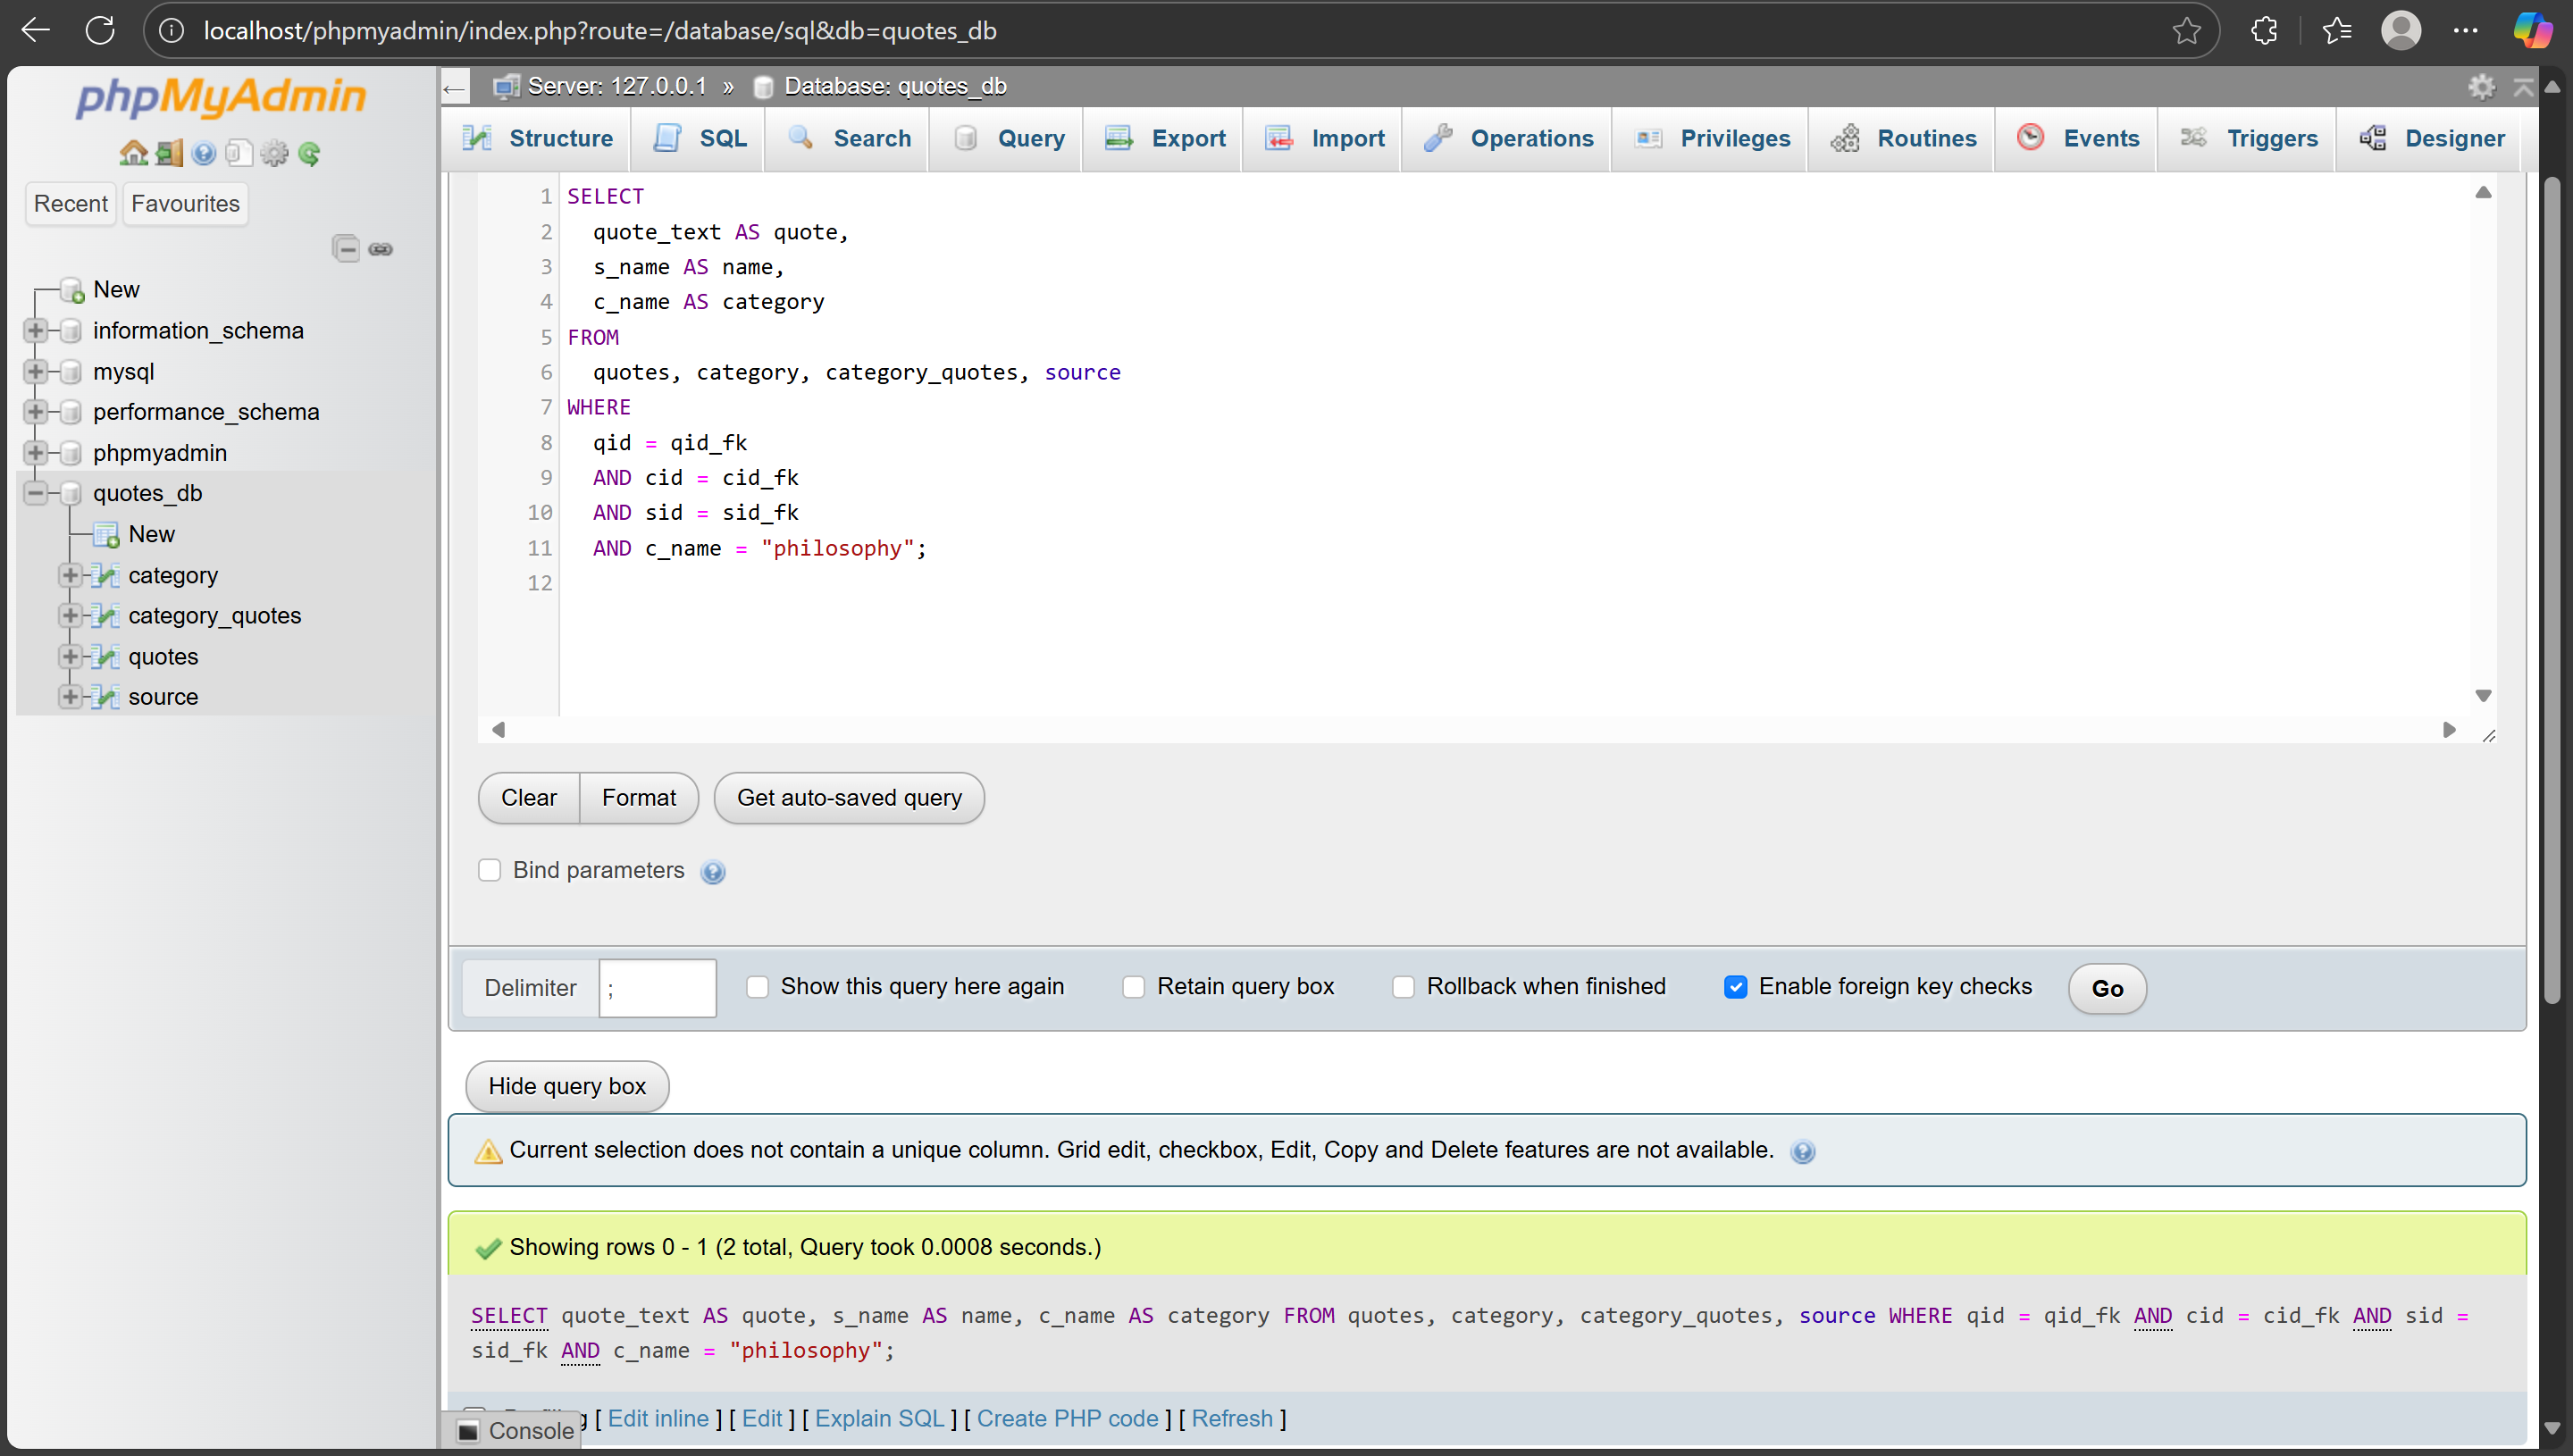 localhost/phpmyadmin/index.php?route=/database/sql&db=quotes_db
phpMyAdmin
Recent
Favourites
New
information_schema
mysql
performance_schema
phpmyadmin
quotes_db
New
category
category_quotes
quotes
source
Server: 127.0.0.1 » Database: quotes_db
Structure SQL Search Query Export Import Operations Privileges Routines Events Triggers Designer
1 SELECT
2 quote_text AS quote,
3 s_name AS name,
4 c_name AS category
5 FROM
6 quotes, category, category_quotes, source
7 WHERE
8 qid = qid_fk
9 AND cid = cid_fk
10 AND sid = sid_fk
11 AND c_name = "philosophy";
12
Clear Format Get auto-saved query
Bind parameters
Delimiter ; Show this query here again Retain query box Rollback when finished Enable foreign key checks Go
Hide query box
Current selection does not contain a unique column. Grid edit, checkbox, Edit, Copy and Delete features are not available.
Showing rows 0 - 1 (2 total, Query took 0.0008 seconds.)
SELECT quote_text AS quote, s_name AS name, c_name AS category FROM quotes, category, category_quotes, source WHERE qid = qid_fk AND cid = cid_fk AND sid =
sid_fk AND c_name = "philosophy";
[ Edit inline ] [ Edit ] [ Explain SQL ] [ Create PHP code ] [ Refresh ]
Console